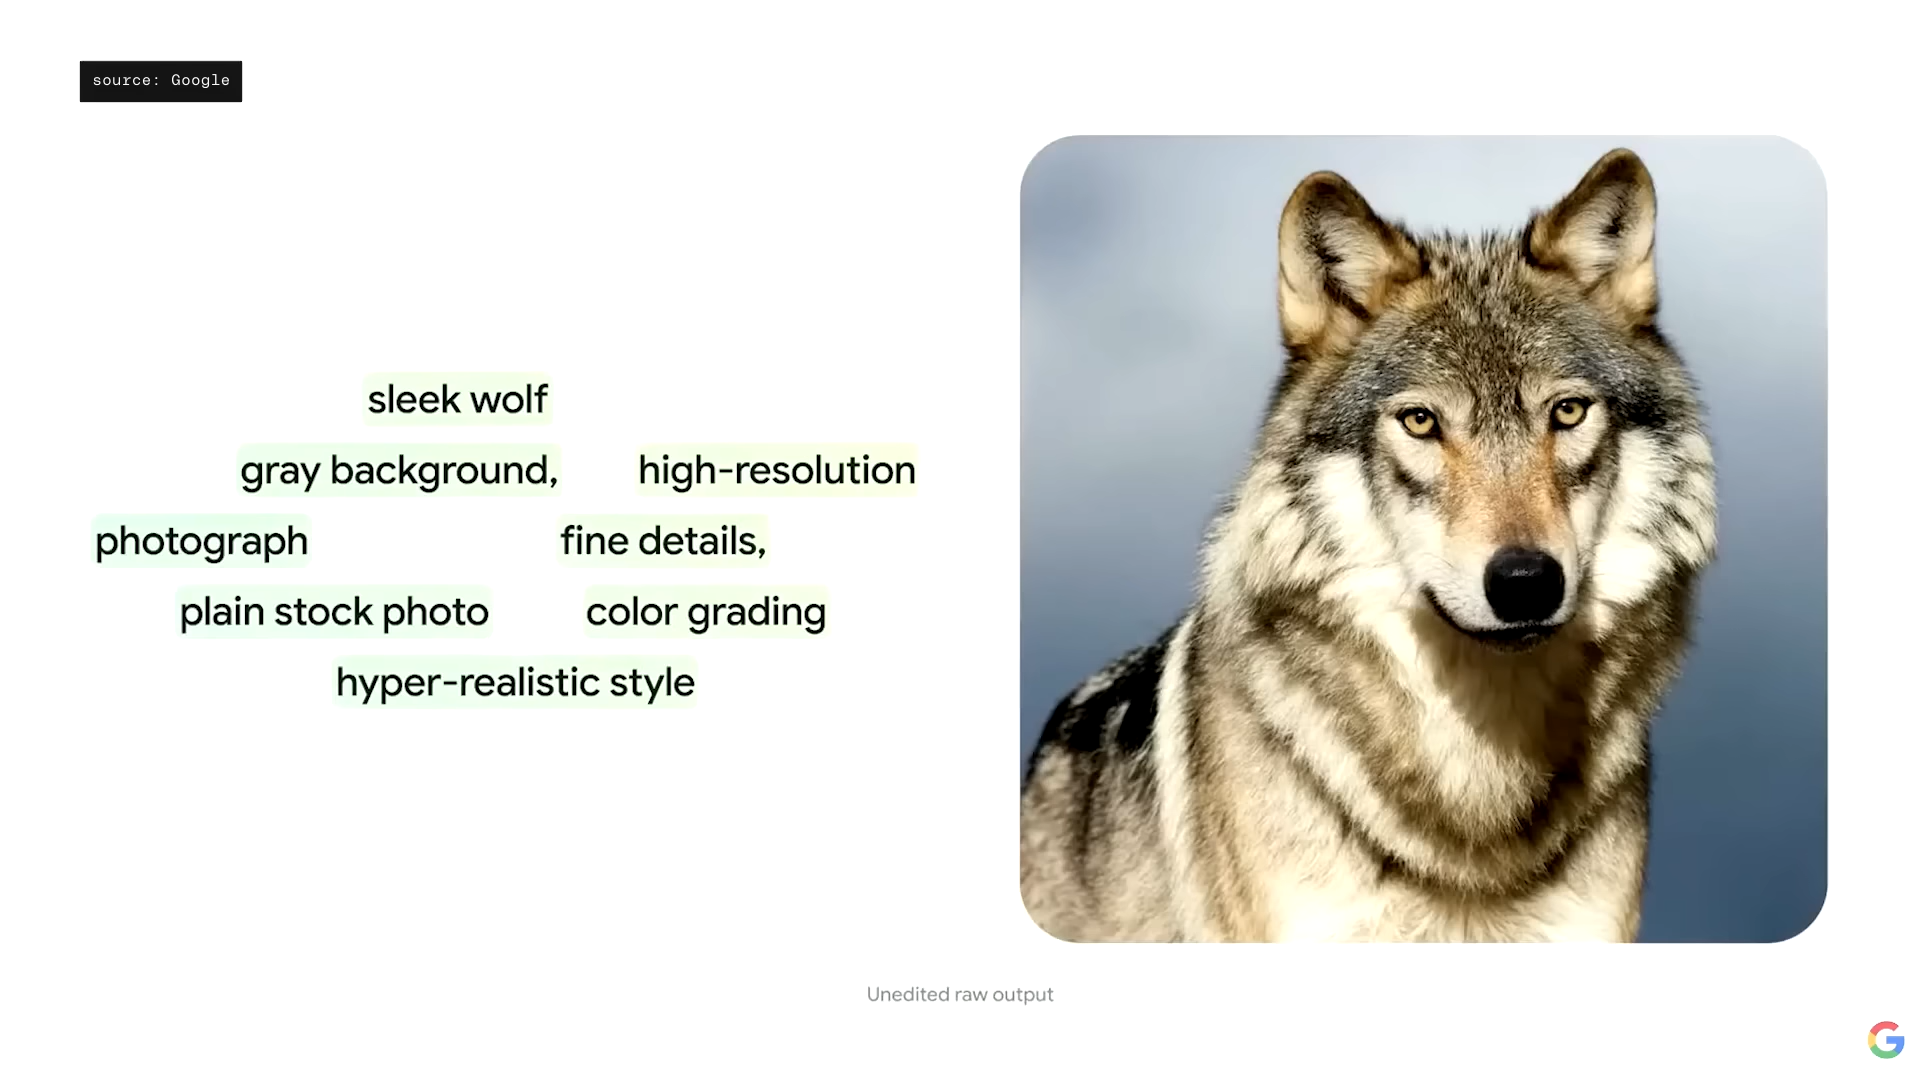 source: Google
sleek wolf
gray background, high-resolution
photograph fine details,
plain stock photo color grading
hyper-realistic style
Unedited raw output